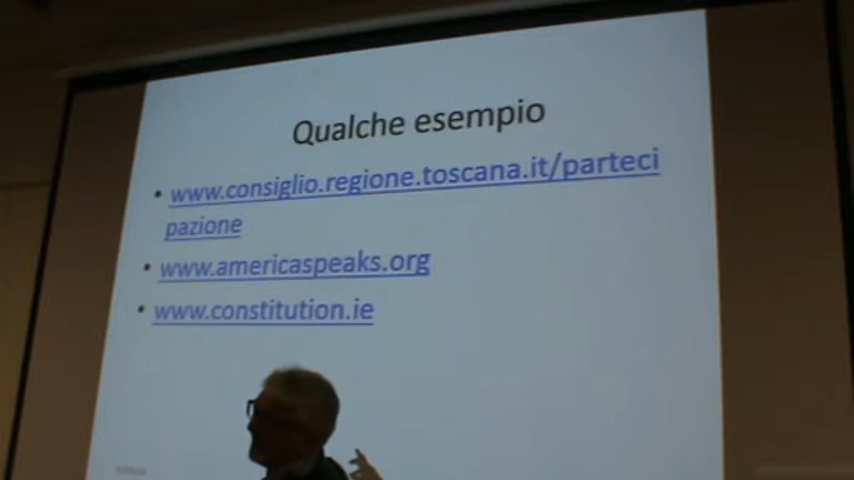 Qualche esempio
• www.consiglio.regione.toscana.it/parteci
pazione
• www.americaspeaks.org
• www.constitution.ie